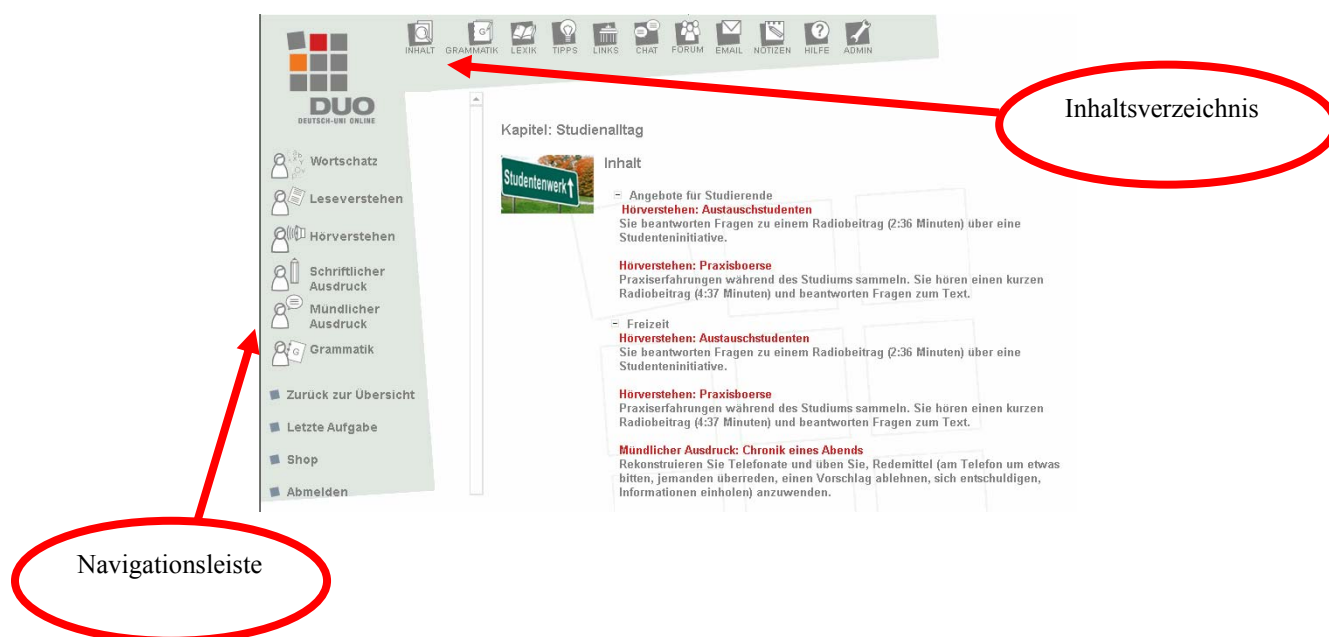 INHALT GRAMMATIK LEXIK TIPPS LINKS CHAT FORUM EMAIL NOTIZEN HILFE ADMIN
DUO
DEUTSCH-UNI ONLINE
Inhaltsverzeichnis
Wortschatz
Leseverstehen
Hörverstehen
Schriftlicher
Ausdruck
Mündlicher
Ausdruck
Grammatik
Zurück zur Übersicht
Letzte Aufgabe
Shop
Abmelden
Kapitel: Studienalltag
Studentenwerk
Inhalt
Angebote für Studierende
Hörverstehen: Austauschstudenten
Sie beantworten Fragen zu einem Radiobeitrag (2:36 Minuten) über eine
Studenteninitiative.
Hörverstehen: Praxisboerse
Praxiserfahrungen während des Studiums sammeln. Sie hören einen kurzen
Radiobeitrag (4:37 Minuten) und beantworten Fragen zum Text.
Freizeit
Hörverstehen: Austauschstudenten
Sie beantworten Fragen zu einem Radiobeitrag (2:36 Minuten) über eine
Studenteninitiative.
Hörverstehen: Praxisboerse
Praxiserfahrungen während des Studiums sammeln. Sie hören einen kurzen
Radiobeitrag (4:37 Minuten) und beantworten Fragen zum Text.
Mündlicher Ausdruck: Chronik eines Abends
Rekonstruieren Sie Telefonate und üben Sie, Redemittel (am Telefon um etwas
bitten, jemanden überreden, einen Vorschlag ablehnen, sich entschuldigen,
Informationen einholen) anzuwenden.
Navigationsleiste